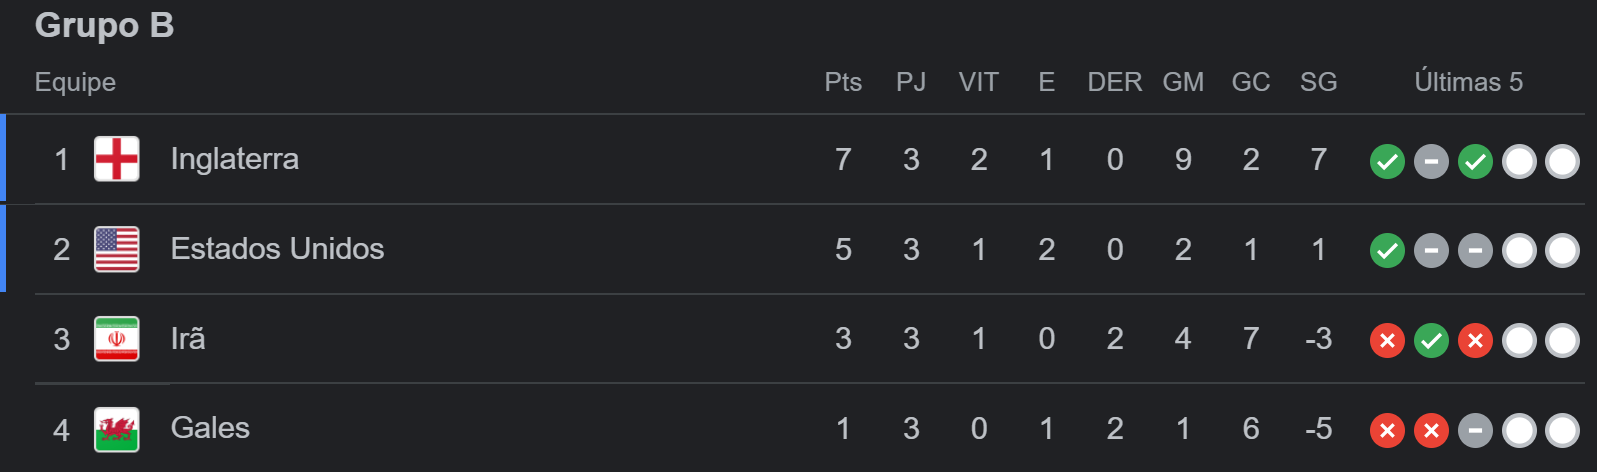 Grupo B
Equipe Pts PJ VIT E DER GM GC SG Últimas 5
1 Inglaterra 7 3 2 1 0 9 2 7
2 Estados Unidos 5 3 1 2 0 2 1 1
3 Irã 3 3 1 0 2 4 7 -3
4 Gales 1 3 0 1 2 1 6 -5